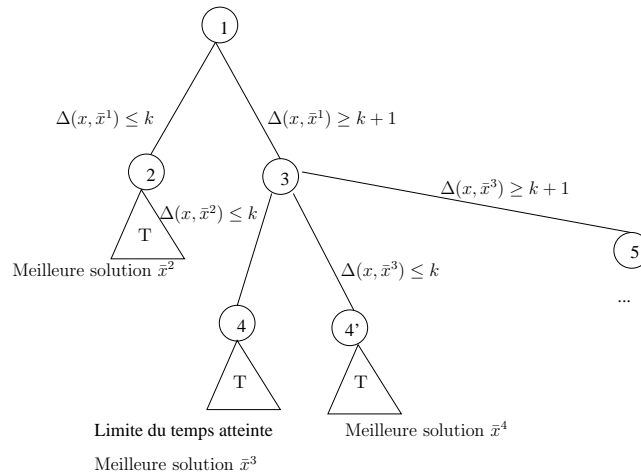 1
Δ(x, x̄¹) ≤ k
Δ(x, x̄¹) ≥ k + 1
2
3
Δ(x, x̄³) ≥ k + 1
Δ(x, x̄²) ≤ k
T
5
Meilleure solution x̄²
Δ(x, x̄³) ≤ k
...
4
4'
T
T
Limite du temps atteinte
Meilleure solution x̄⁴
Meilleure solution x̄³